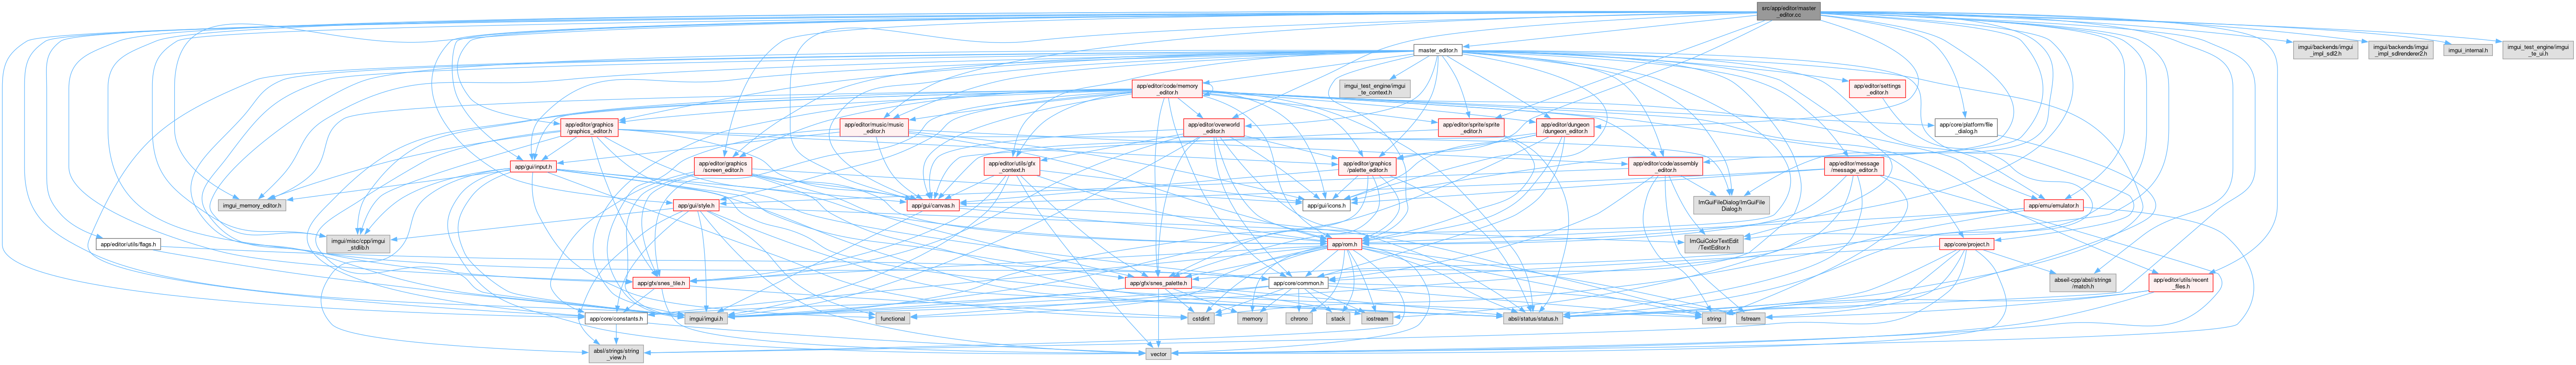 src/app/editor/master
_editor.cc
master_editor.h
imgui/backends/imgui
_impl_sdl2.h
imgui/backends/imgui
_impl_sdlrenderer2.h
imgui_internal.h
imgui_test_engine/imgui
_te_ui.h
app/editor/code/memory
_editor.h
imgui_test_engine/imgui
_te_context.h
app/editor/settings
_editor.h
app/editor/graphics
/graphics_editor.h
app/editor/music/music
_editor.h
app/editor/overworld
_editor.h
app/editor/sprite/sprite
_editor.h
app/editor/dungeon
/dungeon_editor.h
app/core/platform/file
_dialog.h
app/gui/input.h
app/editor/graphics
/screen_editor.h
app/editor/utils/gfx
_context.h
app/editor/graphics
/palette_editor.h
app/editor/code/assembly
_editor.h
app/editor/message
/message_editor.h
imgui_memory_editor.h
app/gui/style.h
app/gui/canvas.h
app/gui/icons.h
ImGuiFileDialog/ImGuiFile
Dialog.h
app/emu/emulator.h
app/editor/utils/flags.h
imgui/misc/cpp/imgui
_stdlib.h
app/rom.h
ImGuiColorTextEdit
/TextEditor.h
app/core/project.h
app/gfx/snes_tile.h
app/gfx/snes_palette.h
app/core/common.h
abseil-cpp/absl/strings
/match.h
app/editor/utils/recent
_files.h
app/core/constants.h
imgui/imgui.h
functional
cstdint
memory
chrono
stack
iostream
absl/status/status.h
string
fstream
absl/strings/string
_view.h
vector